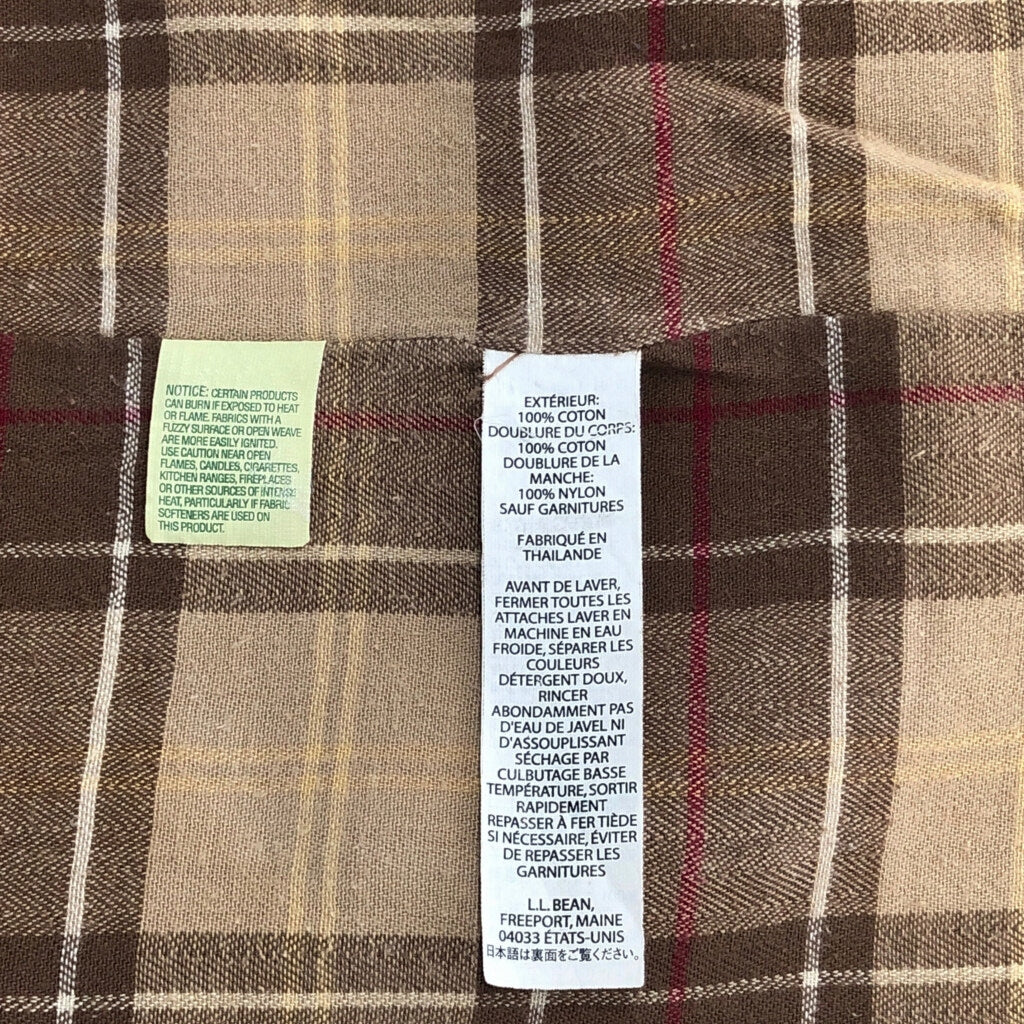 NOTICE: CERTAIN PRODUCTS
CAN BURN IF EXPOSED TO HEAT
OR FLAME. FABRICS WITH A
FUZZY SURFACE OR OPEN WEAVE
ARE MORE EASILY IGNITED.
USE CAUTION NEAR OPEN
FLAMES, CANDLES, CIGARETTES,
KITCHEN RANGES, FIREPLACES
OR OTHER SOURCES OF INTENSE
HEAT, PARTICULARLY IF FABRIC
SOFTENERS ARE USED ON
THIS PRODUCT.
EXTÉRIEUR:
100% COTON
DOUBLURE DU CORPS:
100% COTON
DOUBLURE DE LA
MANCHE:
100% NYLON
SAUF GARNITURES
FABRIQUÉ EN
THAILANDE
AVANT DE LAVER,
FERMER TOUTES LES
ATTACHES LAVER EN
MACHINE EN EAU
FROIDE, SÉPARER LES
COULEURS
DÉTERGENT DOUX,
RINCER
ABONDAMMENT PAS
D'EAU DE JAVEL NI
D'ASSOUPLISSANT
SÉCHAGE PAR
CULBUTAGE BASSE
TEMPÉRATURE, SORTIR
RAPIDEMENT
REPASSER À FER TIÈDE
SI NÉCESSAIRE, ÉVITER
DE REPASSER LES
GARNITURES
L.L. BEAN,
FREEPORT, MAINE
04033 ÉTATS-UNIS
日本語は裏面をご覧ください。